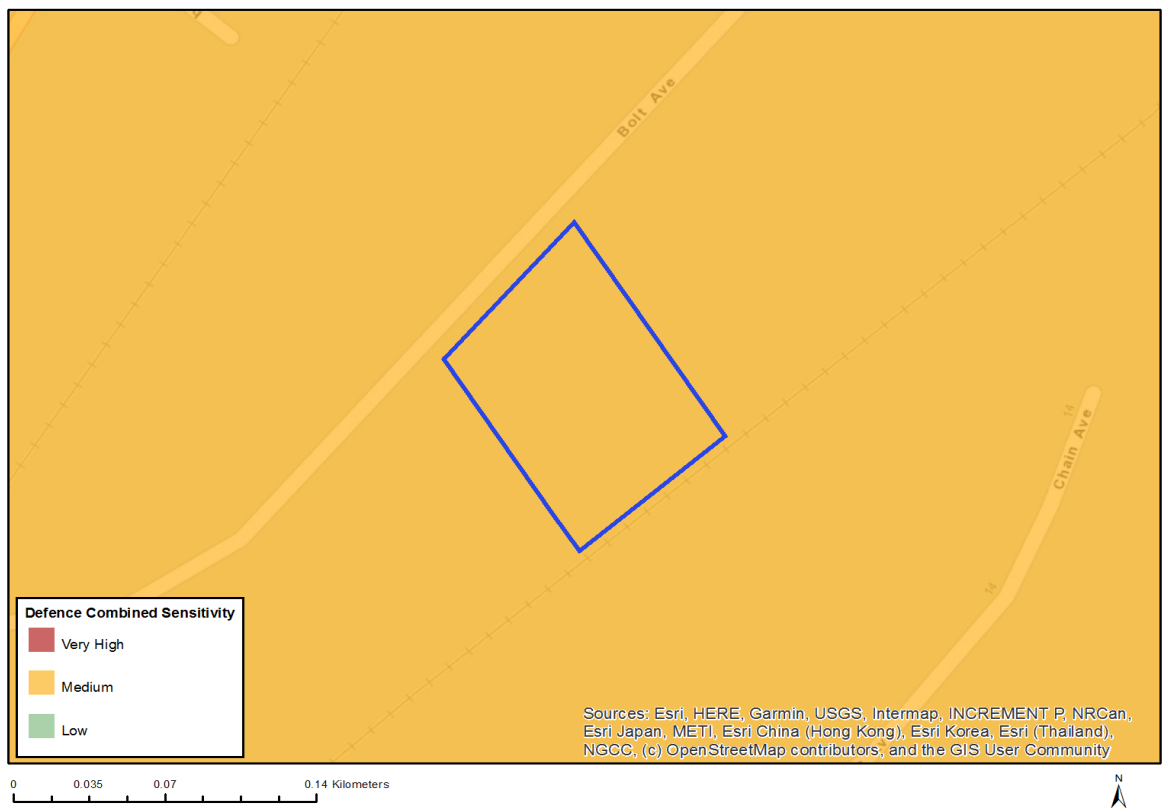 Bolt Ave
14
Chain Ave
14
Defence Combined Sensitivity
Very High
Medium
Low
Sources: Esri, HERE, Garmin, USGS, Intermap, INCREMENT P, NRCan,
Esri Japan, METI, Esri China (Hong Kong), Esri Korea, Esri (Thailand),
NGCC, (c) OpenStreetMap contributors, and the GIS User Community
0 0.035 0.07 0.14 Kilometers
N